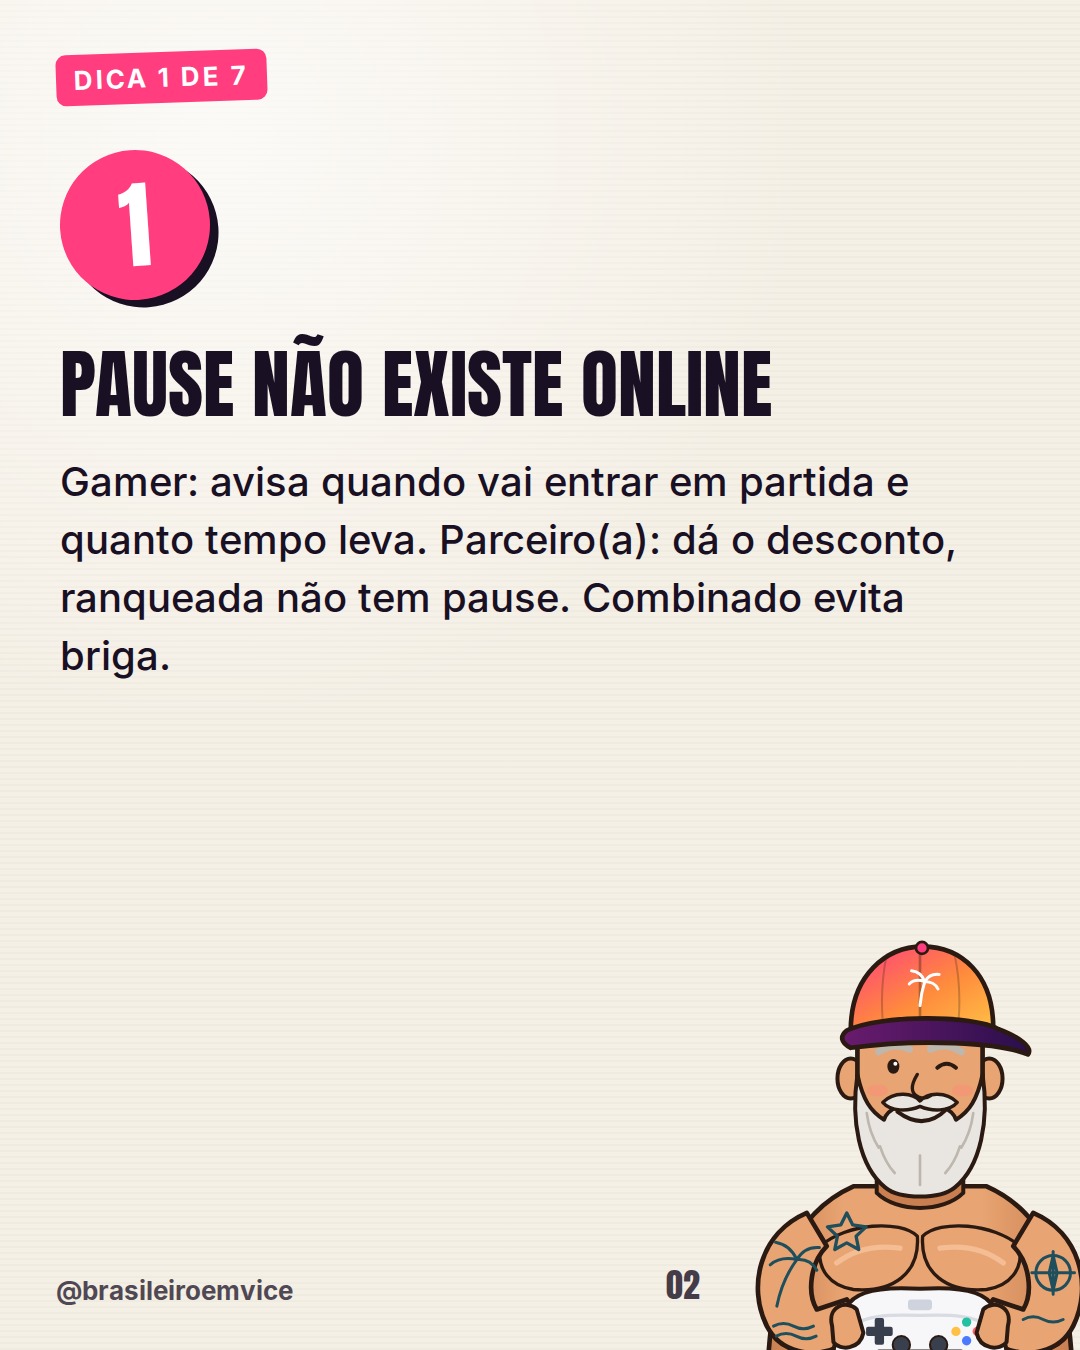 DICA 1 DE 7
1
PAUSE NÃO EXISTE ONLINE
Gamer: avisa quando vai entrar em partida e
quanto tempo leva. Parceiro(a): dá o desconto,
ranqueada não tem pause. Combinado evita
briga.
@brasileiroemvice
02